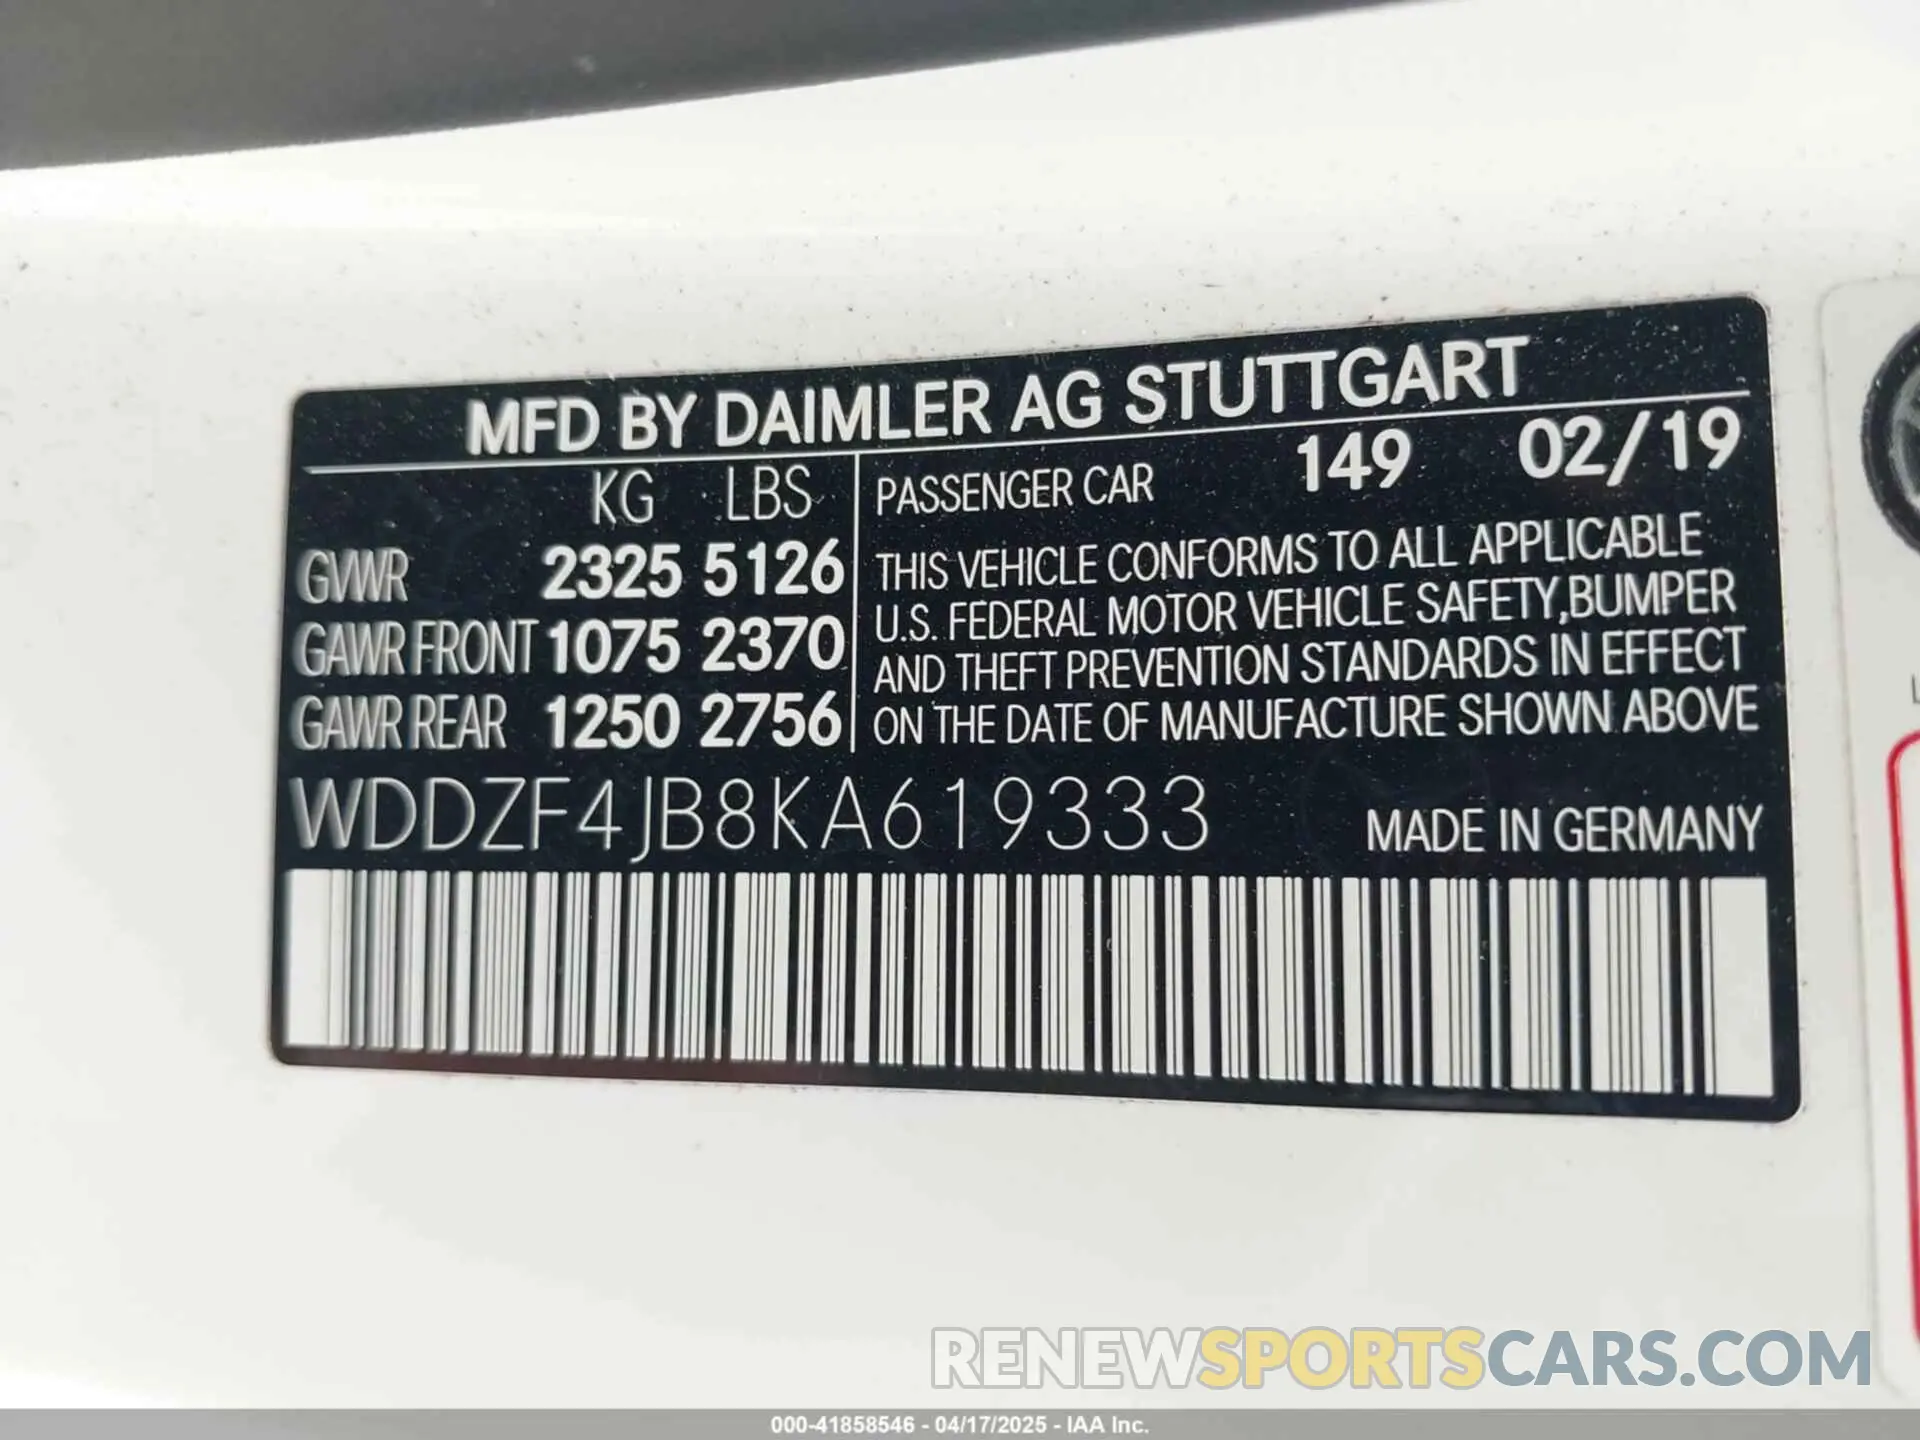 MFD BY DAIMLER AG STUTTGART
KG LBS
GVWR 2325 5126
GAWR FRONT 1075 2370
GAWR REAR 1250 2756
PASSENGER CAR 149 02/19
THIS VEHICLE CONFORMS TO ALL APPLICABLE
U.S. FEDERAL MOTOR VEHICLE SAFETY,BUMPER
AND THEFT PREVENTION STANDARDS IN EFFECT
ON THE DATE OF MANUFACTURE SHOWN ABOVE
WDDZF4JB8KA619333
MADE IN GERMANY
RENEWSPORTSCARS.COM
000-41858546 - 04/17/2025 - IAA Inc.